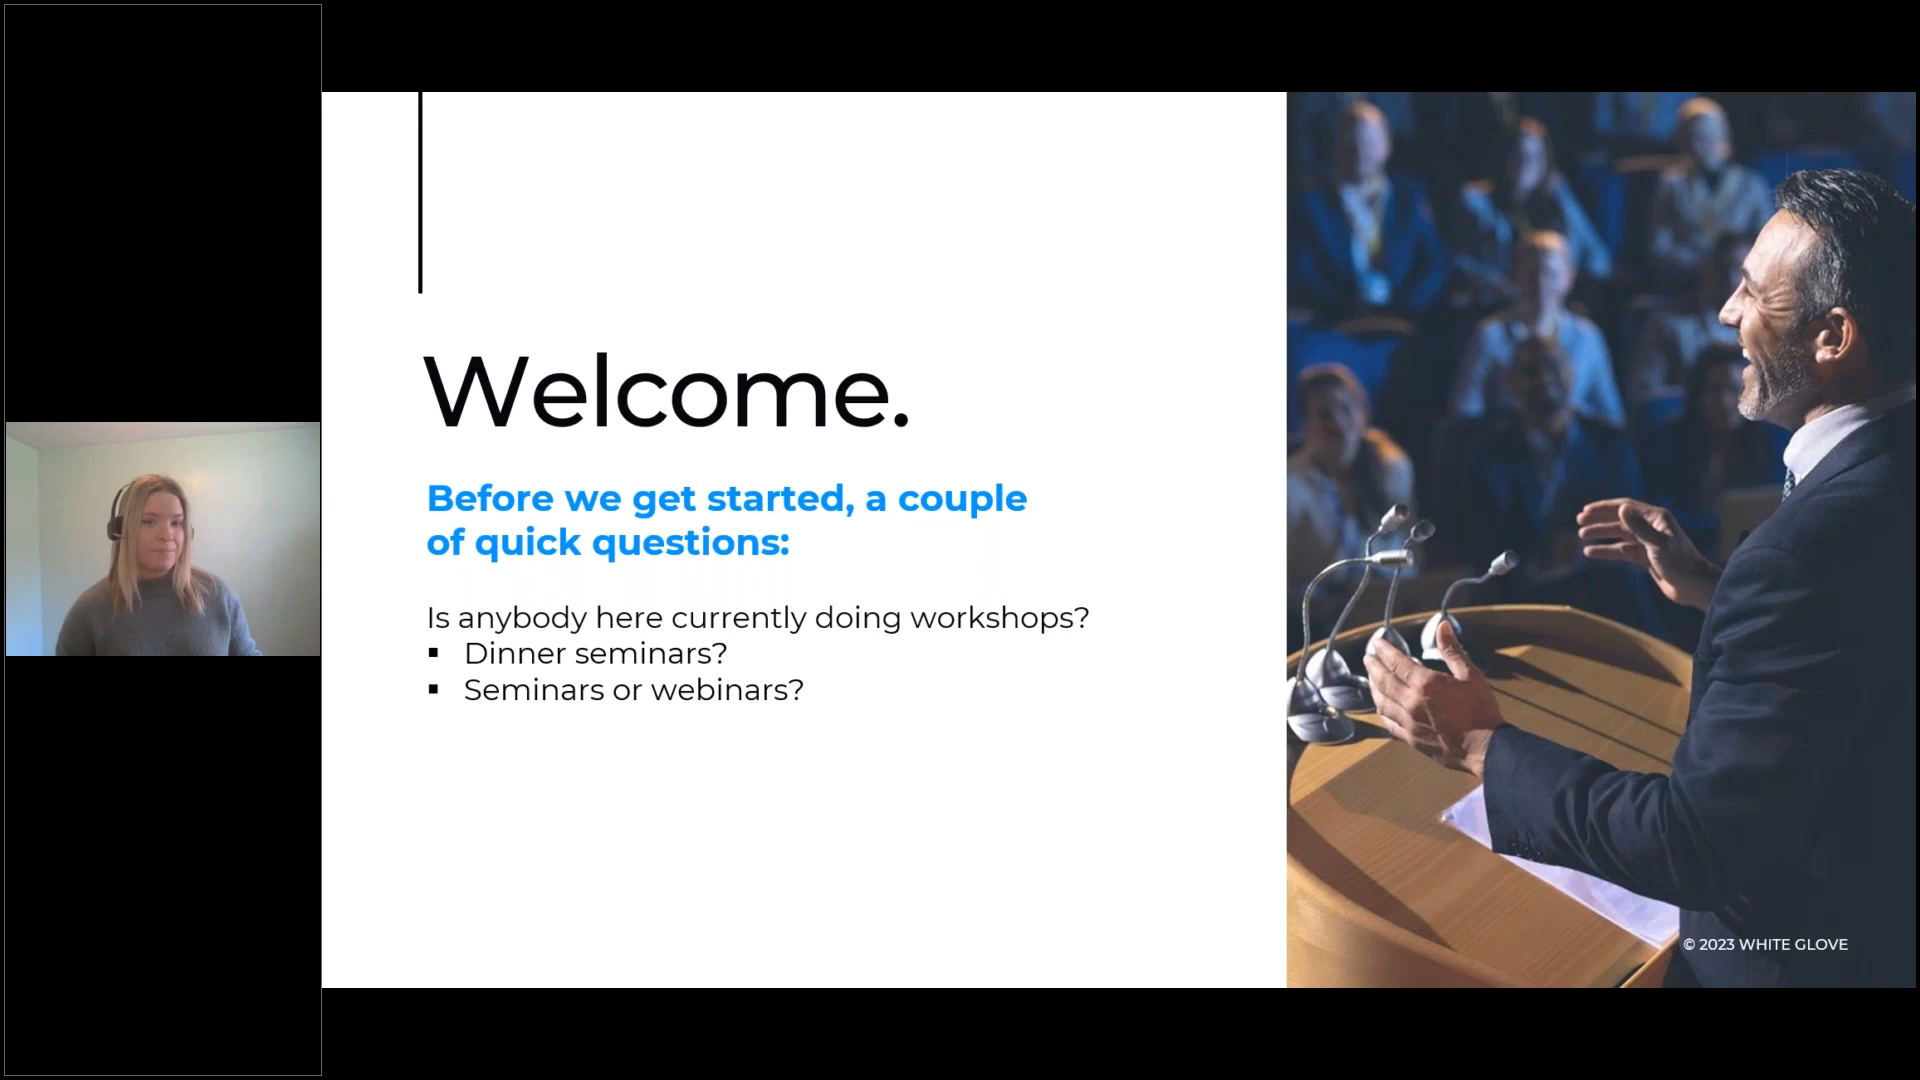 Welcome.
Before we get started, a couple
of quick questions:
Is anybody here currently doing workshops?
▪ Dinner seminars?
▪ Seminars or webinars?
© 2023 WHITE GLOVE